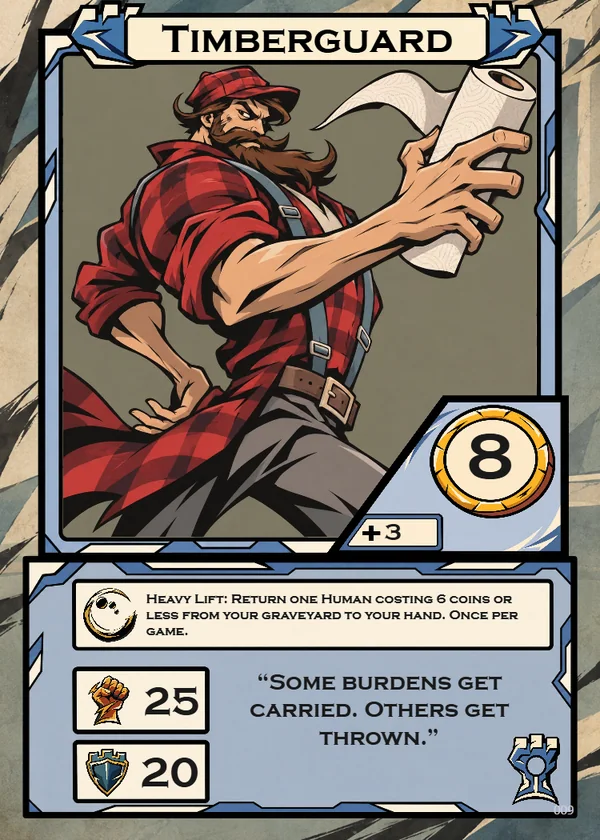 Timberguard
8
+3
Heavy Lift: Return one Human costing 6 coins or
less from your graveyard to your hand. Once per
game.
25
20
“Some burdens get
carried. Others get
thrown.”
009